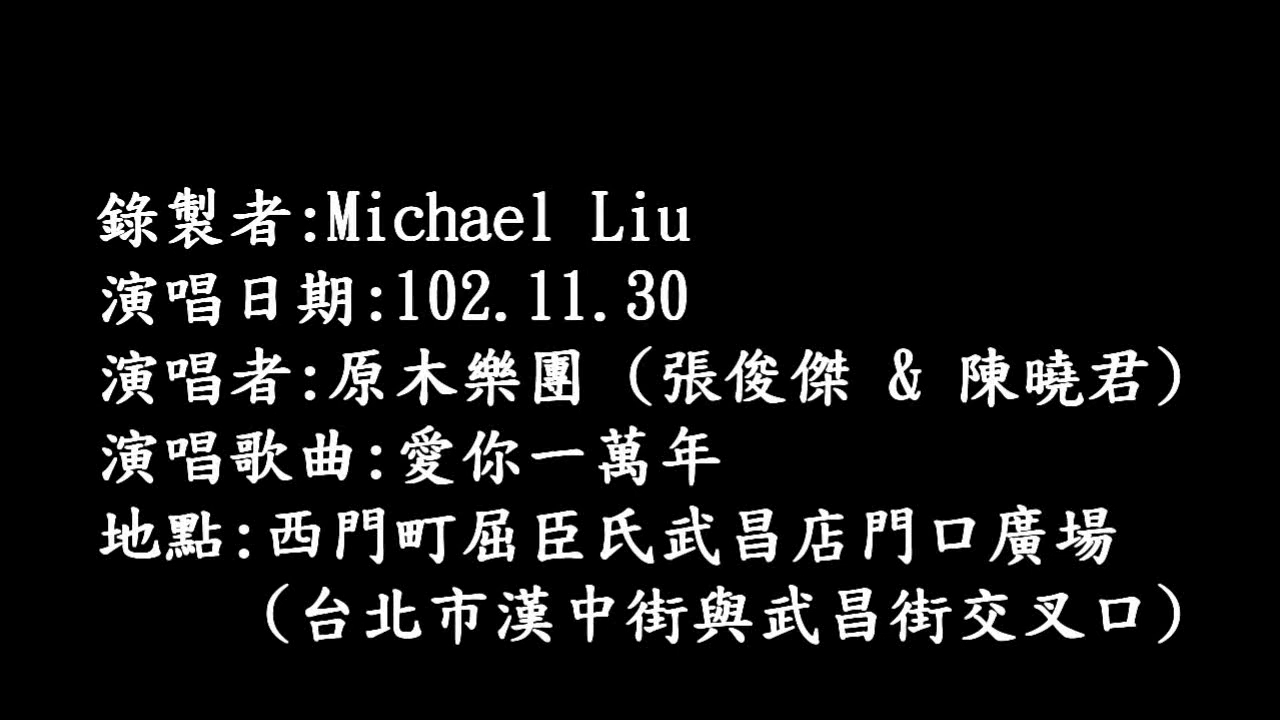 錄製者:Michael Liu
演唱日期:102.11.30
演唱者:原木樂團 (張俊傑 & 陳曉君)
演唱歌曲:愛你一萬年
地點:西門町屈臣氏武昌店門口廣場
(台北市漢中街與武昌街交叉口)